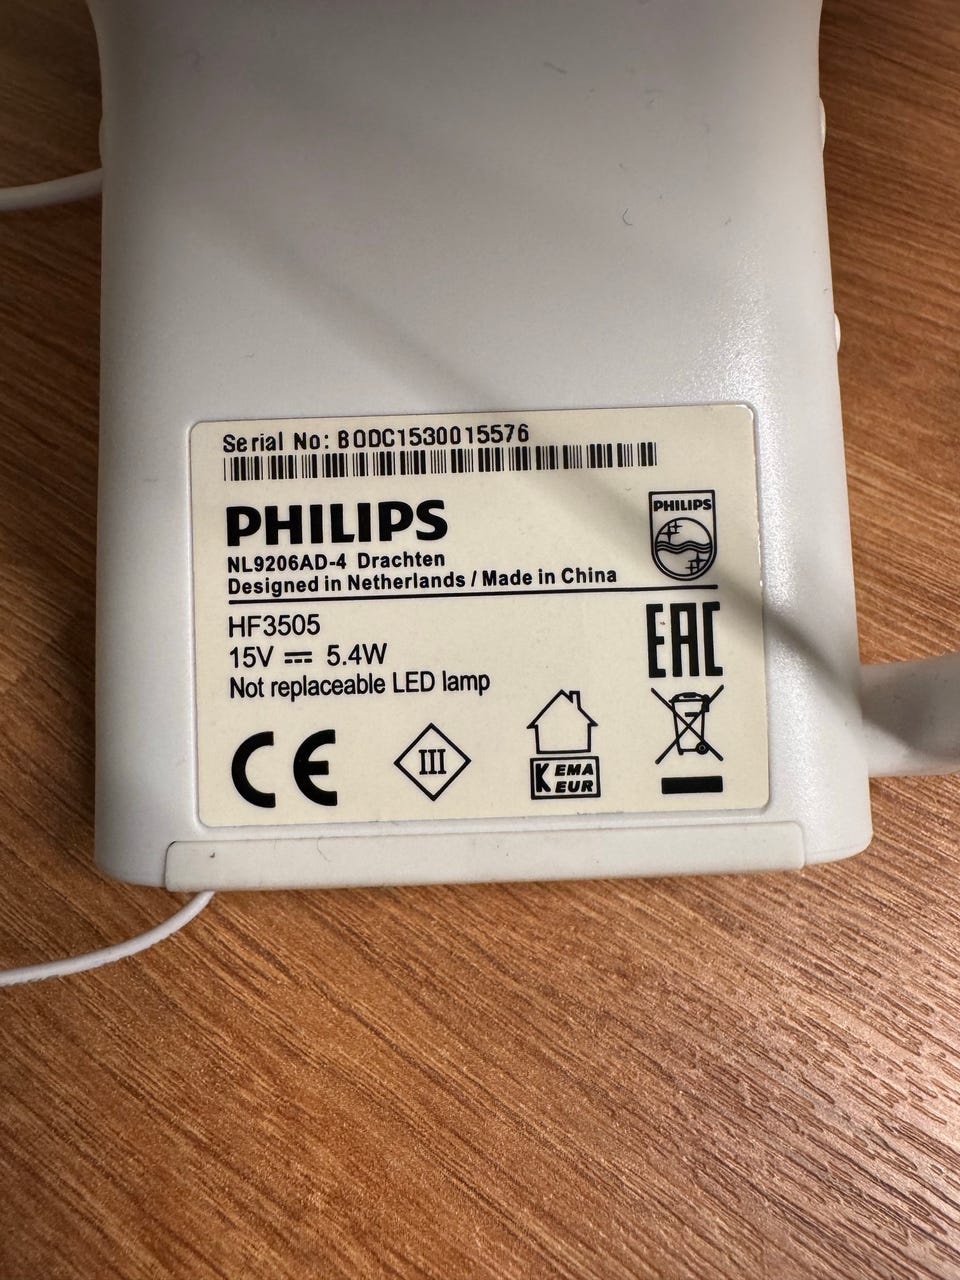 Serial No: BODC1530015576
PHILIPS
PHILIPS
NL9206AD-4 Drachten
Designed in Netherlands / Made in China
HF3505
15V ⎓ 5.4W
Not replaceable LED lamp
EAC
CE
III
KEMA
KEUR